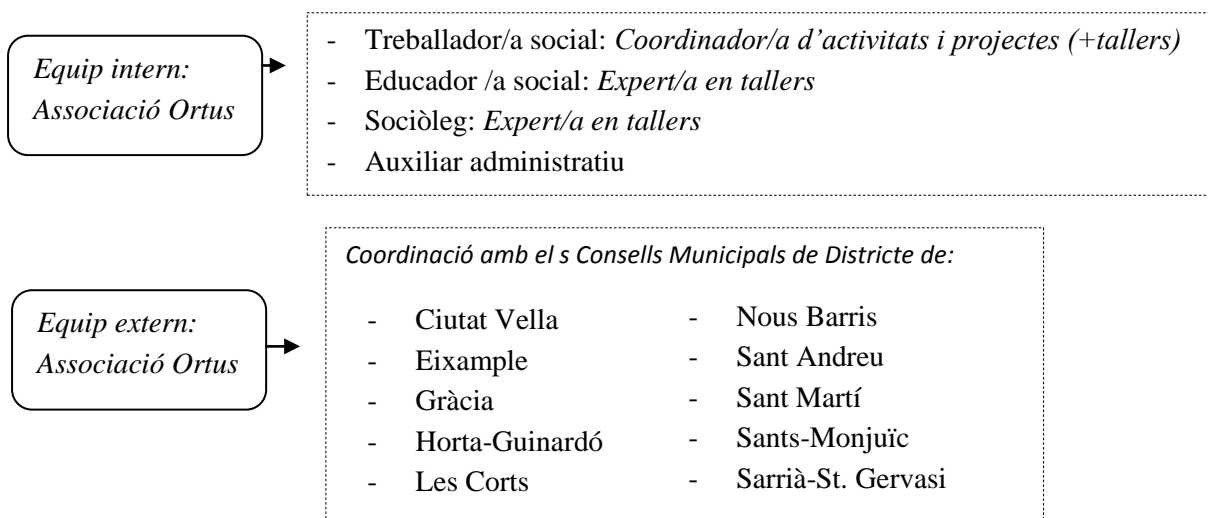 Equip intern:
Associació Ortus
- Treballador/a social: Coordinador/a d’activitats i projectes (+tallers)
- Educador /a social: Expert/a en tallers
- Sociòleg: Expert/a en tallers
- Auxiliar administratiu
Equip extern:
Associació Ortus
Coordinació amb el s Consells Municipals de Districte de:
- Ciutat Vella
- Eixample
- Gràcia
- Horta-Guinardó
- Les Corts
- Nous Barris
- Sant Andreu
- Sant Martí
- Sants-Monjuïc
- Sarrià-St. Gervasi